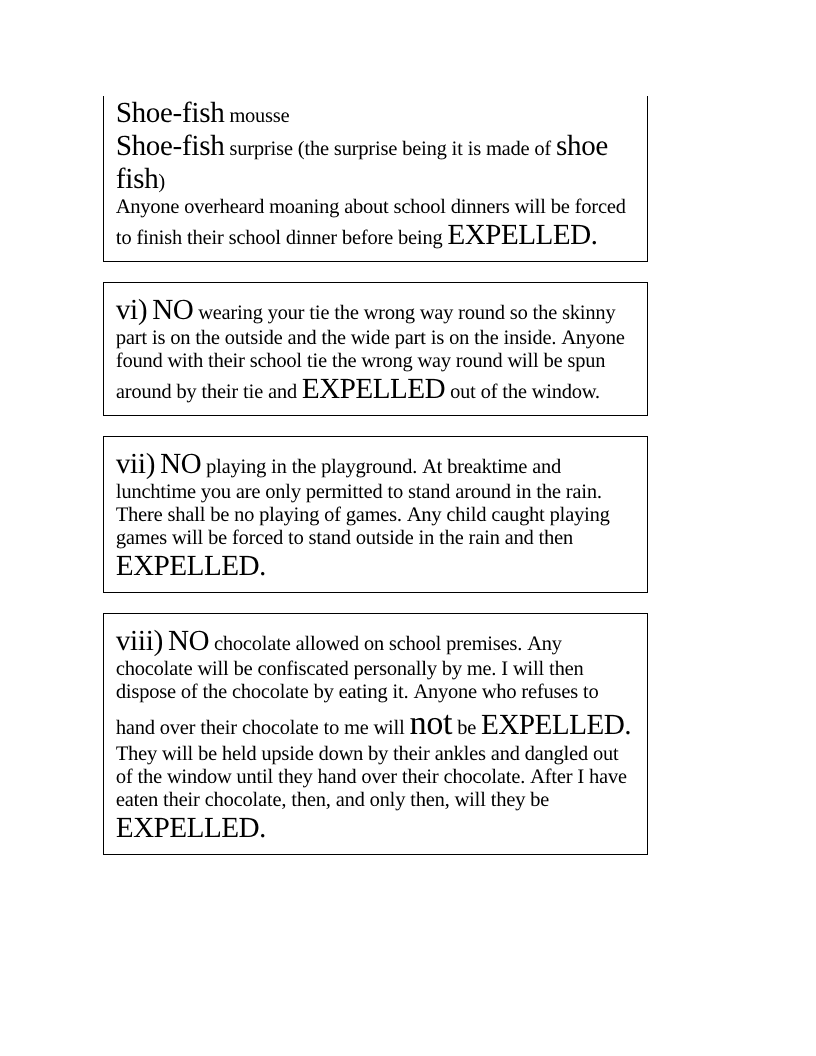 Shoe-fish mousse
Shoe-fish surprise (the surprise being it is made of shoe
fish)
Anyone overheard moaning about school dinners will be forced
to finish their school dinner before being EXPELLED.
vi) NO wearing your tie the wrong way round so the skinny
part is on the outside and the wide part is on the inside. Anyone
found with their school tie the wrong way round will be spun
around by their tie and EXPELLED out of the window.
vii) NO playing in the playground. At breaktime and
lunchtime you are only permitted to stand around in the rain.
There shall be no playing of games. Any child caught playing
games will be forced to stand outside in the rain and then
EXPELLED.
viii) NO chocolate allowed on school premises. Any
chocolate will be confiscated personally by me. I will then
dispose of the chocolate by eating it. Anyone who refuses to
hand over their chocolate to me will not be EXPELLED.
They will be held upside down by their ankles and dangled out
of the window until they hand over their chocolate. After I have
eaten their chocolate, then, and only then, will they be
EXPELLED.